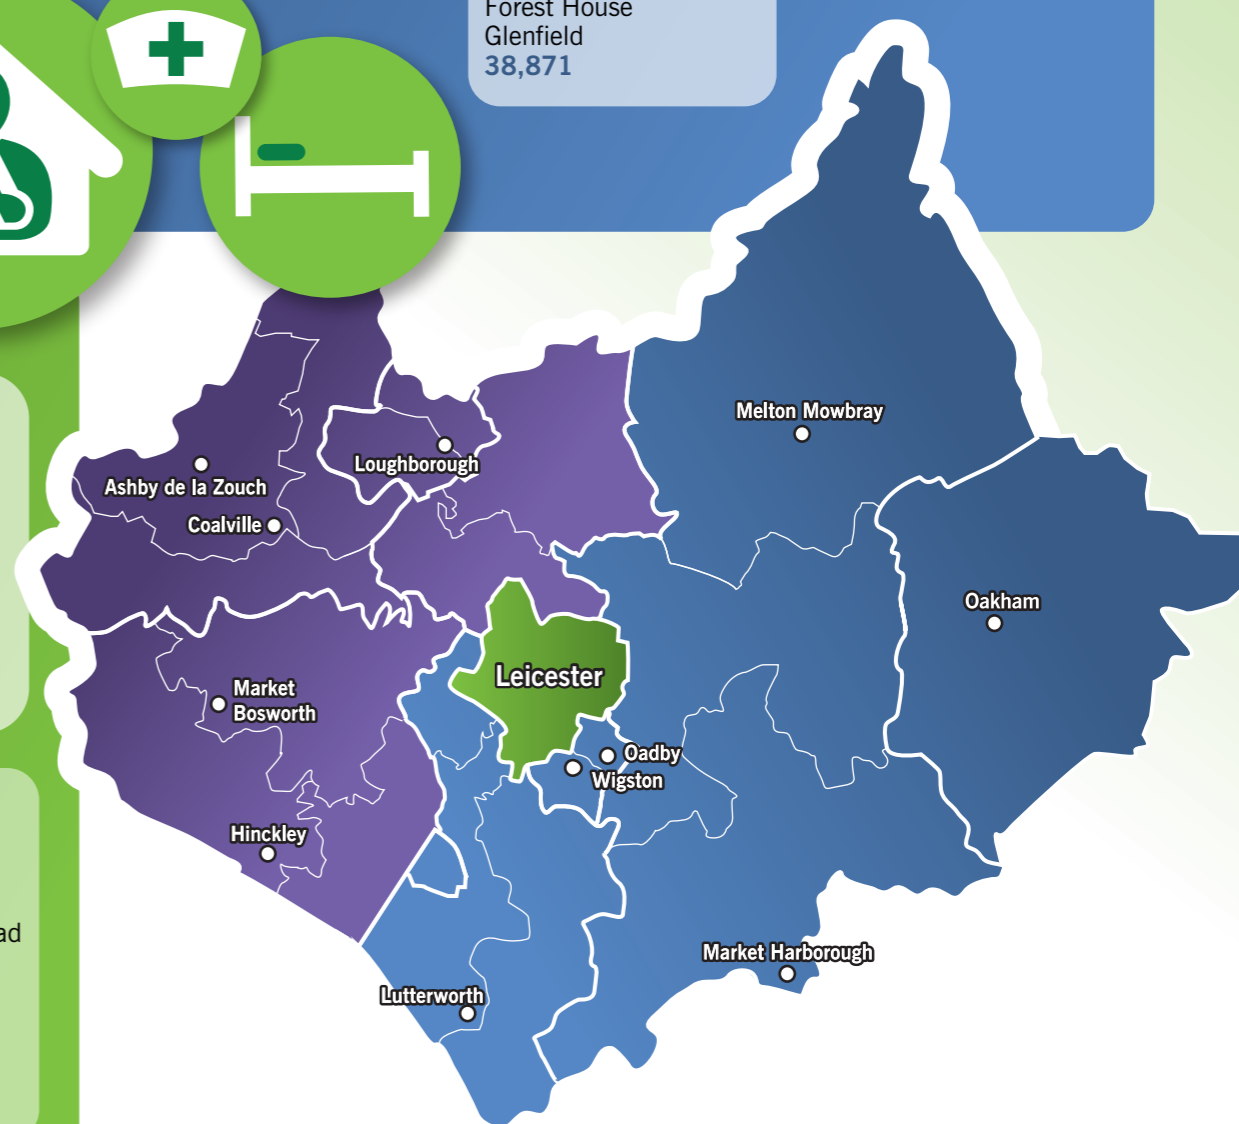 Forest House
Glenfield
38,871
Melton Mowbray
Loughborough
Ashby de la Zouch
Coalville
Oakham
Leicester
Market
Bosworth
Oadby
Wigston
Hinckley
Market Harborough
Lutterworth
ad